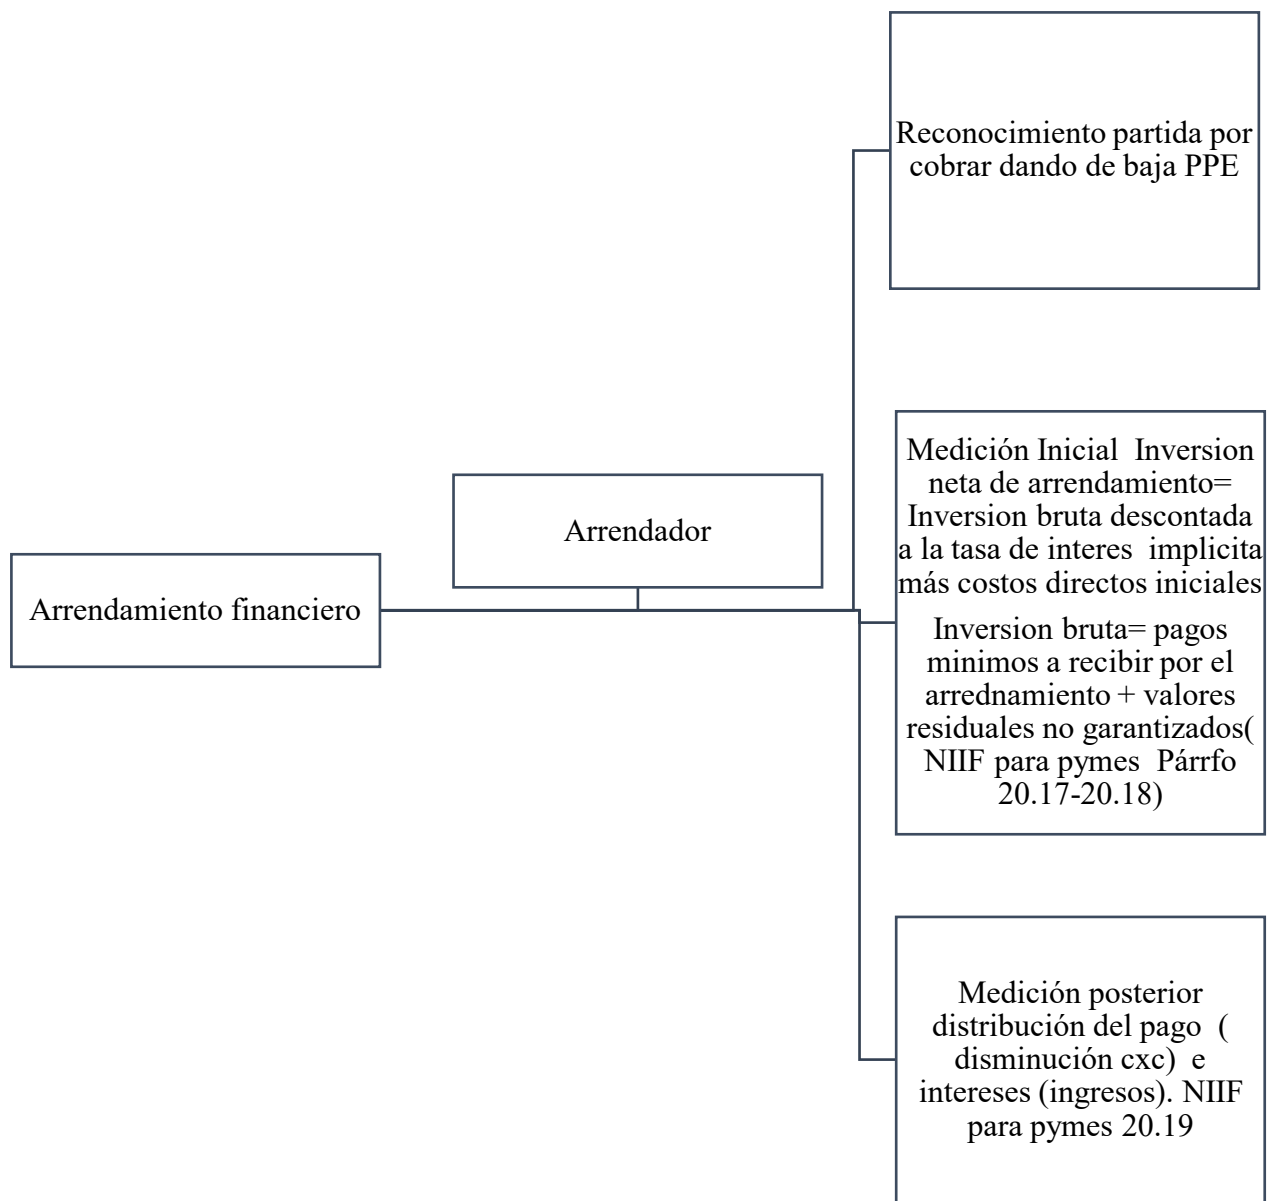 Arrendamiento financiero
Arrendador
Reconocimiento partida por
cobrar dando de baja PPE
Medición Inicial Inversion
neta de arrendamiento=
Inversion bruta descontada
a la tasa de interes implicita
más costos directos iniciales
Inversion bruta= pagos
minimos a recibir por el
arrednamiento + valores
residuales no garantizados(
NIIF para pymes Párrfo
20.17-20.18)
Medición posterior
distribución del pago (
disminución cxc) e
intereses (ingresos). NIIF
para pymes 20.19